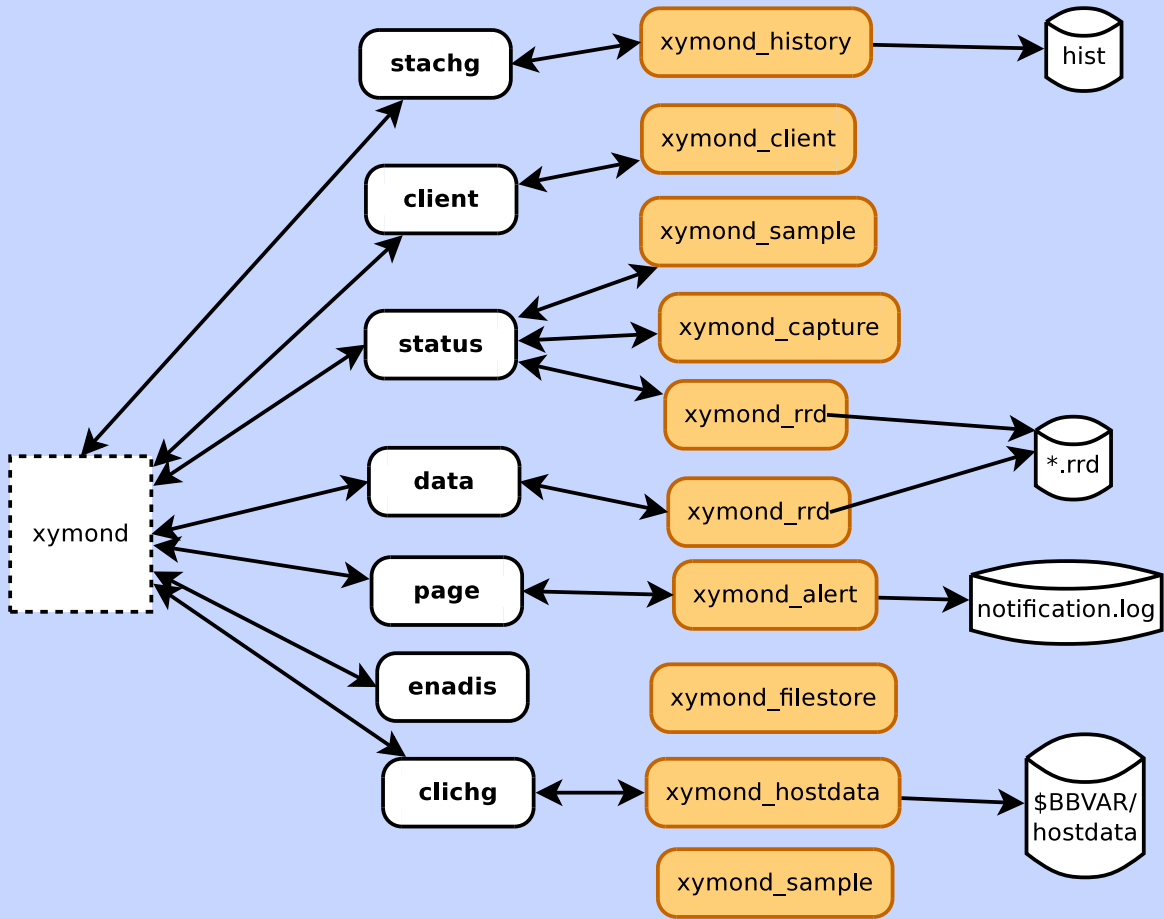 stachg
xymond_history
hist
client
xymond_client
xymond_sample
status
xymond_capture
xymond_rrd
*.rrd
data
xymond_rrd
xymond
page
xymond_alert
notification.log
enadis
xymond_filestore
clichg
xymond_hostdata
$BBVAR/
hostdata
xymond_sample